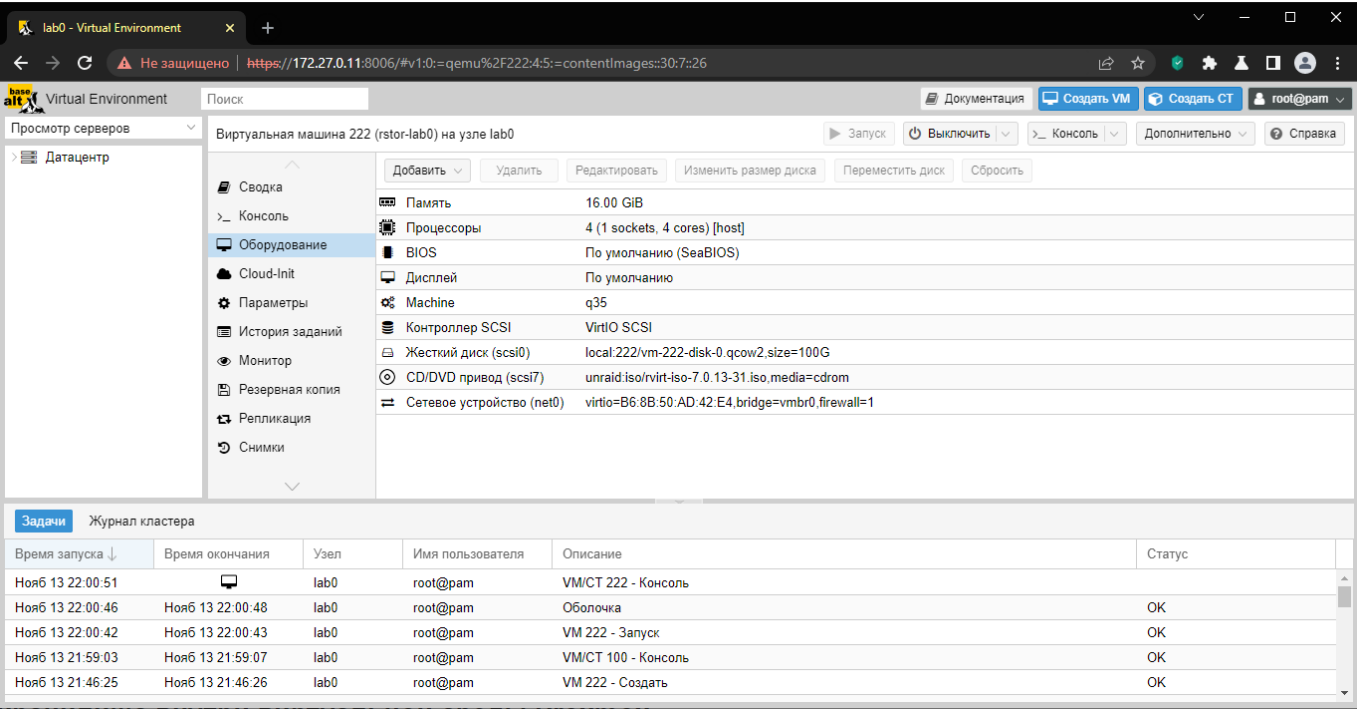 lab0 - Virtual Environment
Не защищено https://172.27.0.11:8006/#v1:0:=qemu%2F222:4:5:=contentImages::30:7::26
base alt Virtual Environment Поиск Документация Создать VM Создать CT root@pam
Просмотр серверов
Датацентр
Виртуальная машина 222 (rstor-lab0) на узле lab0 Запуск Выключить Консоль Дополнительно Справка
Сводка
Консоль
Оборудование
Cloud-Init
Параметры
История заданий
Монитор
Резервная копия
Репликация
Снимки
Добавить Удалить Редактировать Изменить размер диска Переместить диск Сбросить
Память 16.00 GiB
Процессоры 4 (1 sockets, 4 cores) [host]
BIOS По умолчанию (SeaBIOS)
Дисплей По умолчанию
Machine q35
Контроллер SCSI VirtIO SCSI
Жесткий диск (scsi0) local:222/vm-222-disk-0.qcow2,size=100G
CD/DVD привод (scsi7) unraid:iso/rvirt-iso-7.0.13-31.iso,media=cdrom
Сетевое устройство (net0) virtio=B6:8B:50:AD:42:E4,bridge=vmbr0,firewall=1
Задачи Журнал кластера
Время запуска ↓ Время окончания Узел Имя пользователя Описание Статус
Нояб 13 22:00:51 lab0 root@pam VM/CT 222 - Консоль
Нояб 13 22:00:46 Нояб 13 22:00:48 lab0 root@pam Оболочка OK
Нояб 13 22:00:42 Нояб 13 22:00:43 lab0 root@pam VM 222 - Запуск OK
Нояб 13 21:59:03 Нояб 13 21:59:07 lab0 root@pam VM/CT 100 - Консоль OK
Нояб 13 21:46:25 Нояб 13 21:46:26 lab0 root@pam VM 222 - Создать OK